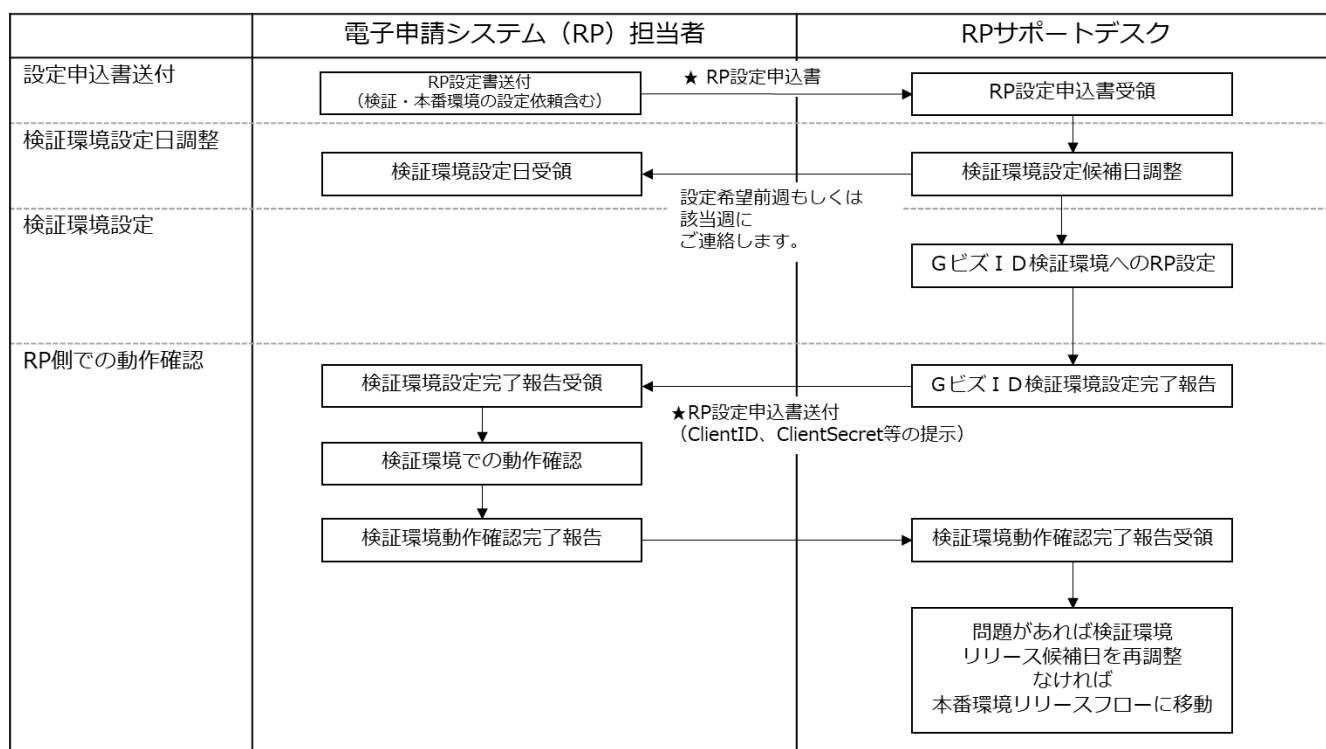 電子申請システム（RP）担当者
RPサポートデスク
設定申込書送付
RP設定書送付
（検証・本番環境の設定依頼含む）
★ RP設定申込書
RP設定申込書受領
検証環境設定日調整
検証環境設定日受領
検証環境設定候補日調整
設定希望前週もしくは
該当週に
ご連絡します。
検証環境設定
ＧビズＩＤ検証環境へのRP設定
RP側での動作確認
検証環境設定完了報告受領
ＧビズＩＤ検証環境設定完了報告
★RP設定申込書送付
（ClientID、ClientSecret等の提示）
検証環境での動作確認
検証環境動作確認完了報告
検証環境動作確認完了報告受領
問題があれば検証環境
リリース候補日を再調整
なければ
本番環境リリースフローに移動